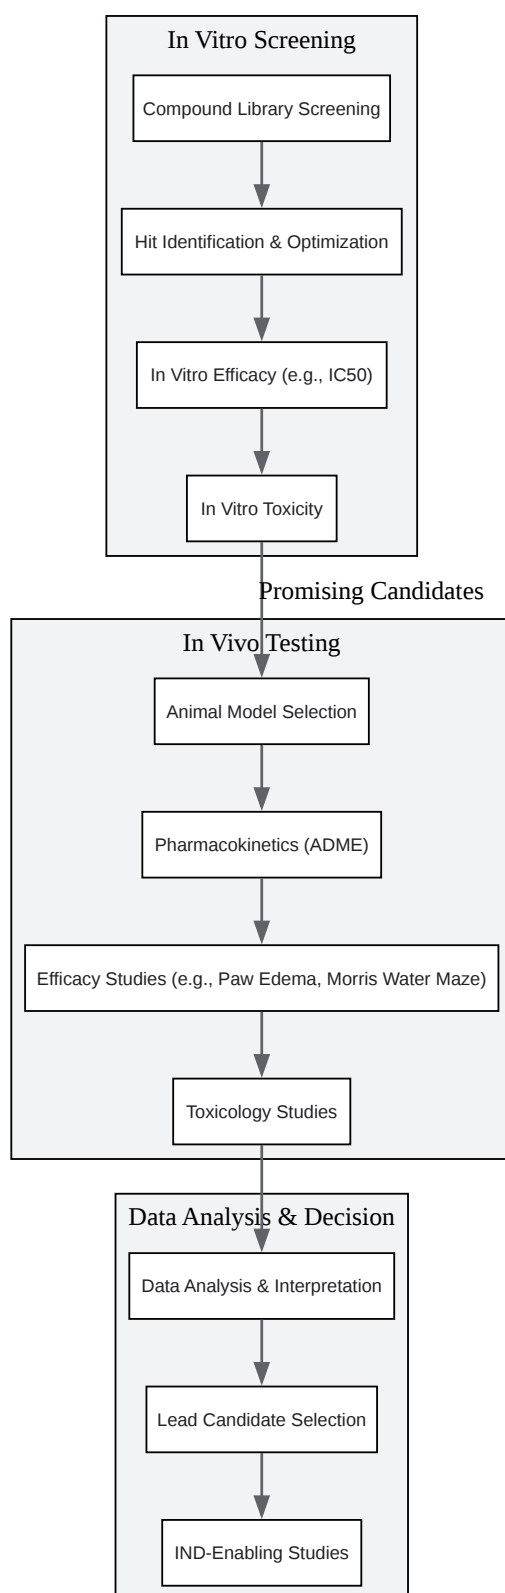 In Vitro Screening
Compound Library Screening
Hit Identification & Optimization
In Vitro Efficacy (e.g., IC50)
In Vitro Toxicity
Promising Candidates
In Vivo Testing
Animal Model Selection
Pharmacokinetics (ADME)
Efficacy Studies (e.g., Paw Edema, Morris Water Maze)
Toxicology Studies
Data Analysis & Decision
Data Analysis & Interpretation
Lead Candidate Selection
IND-Enabling Studies